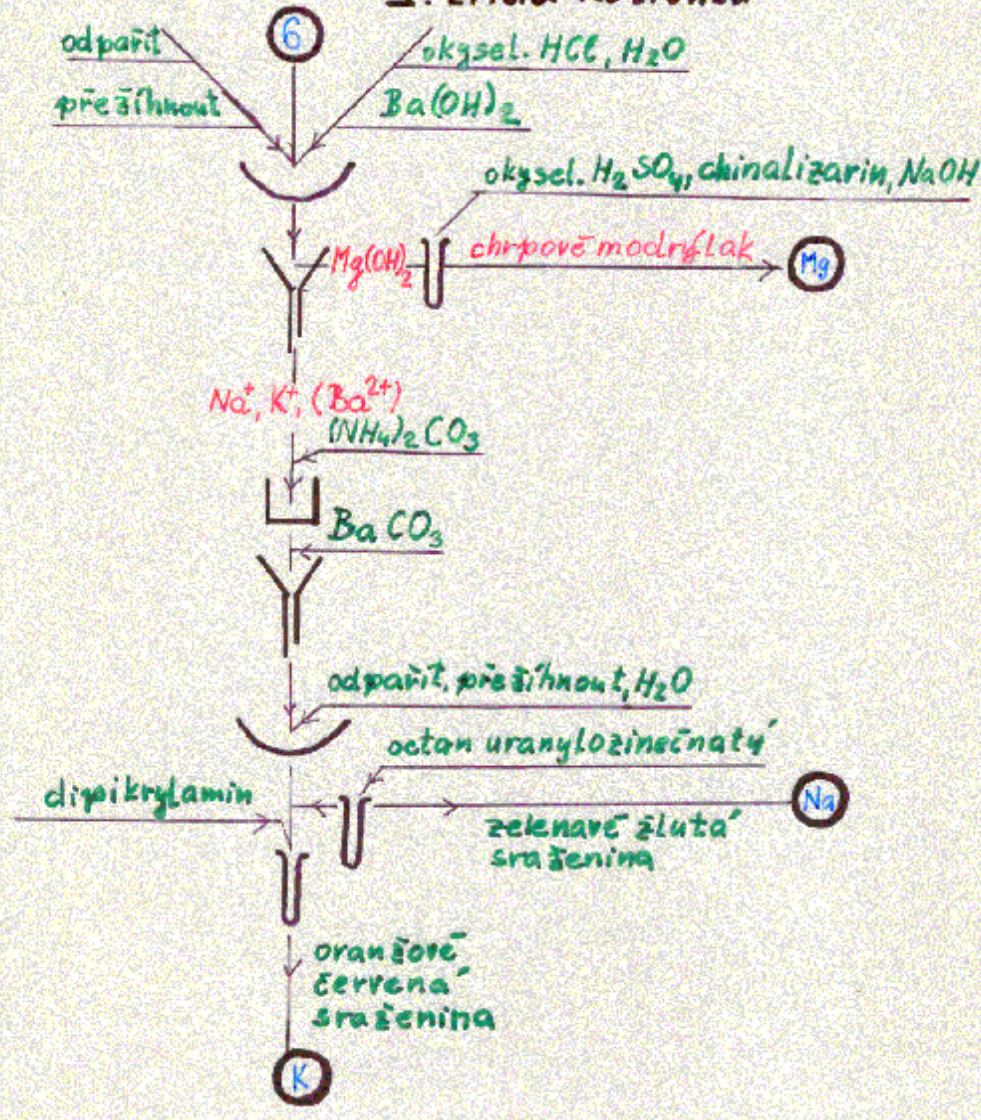 6
odpařit
okysel. HCl, H₂O
přežíhnout
Ba(OH)₂
okysel. H₂SO₄, chinalizarin, NaOH
Mg(OH)₂
chrpově modrý lak
Mg
Na⁺, K⁺, (Ba²⁺)
(NH₄)₂CO₃
BaCO₃
odpařit, přežíhnout, H₂O
octan uranylozinečnatý
dipikrylamin
Na
zelenavě žlutá
sraženina
oranžově
červená
sraženina
K